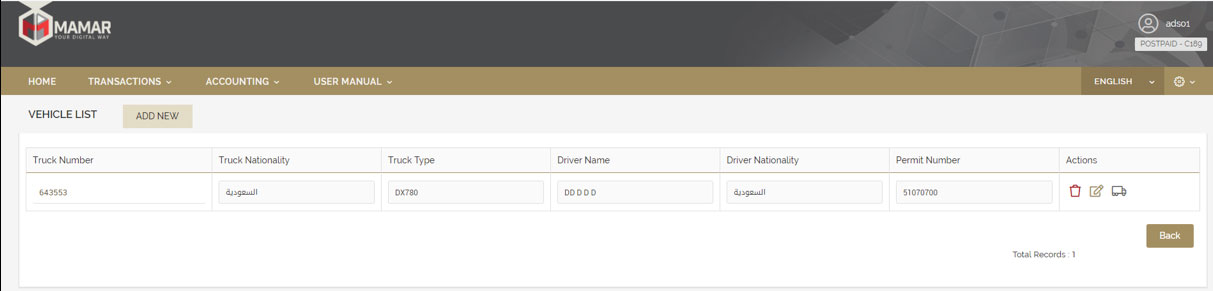 MAMAR
YOUR DIGITAL WAY
adso1
POSTPAID - C189
HOME TRANSACTIONS ACCOUNTING USER MANUAL ENGLISH
VEHICLE LIST ADD NEW
Truck Number Truck Nationality Truck Type Driver Name Driver Nationality Permit Number Actions
643553 السعودية DX780 DD D D D السعودية 51070700
Back
Total Records : 1